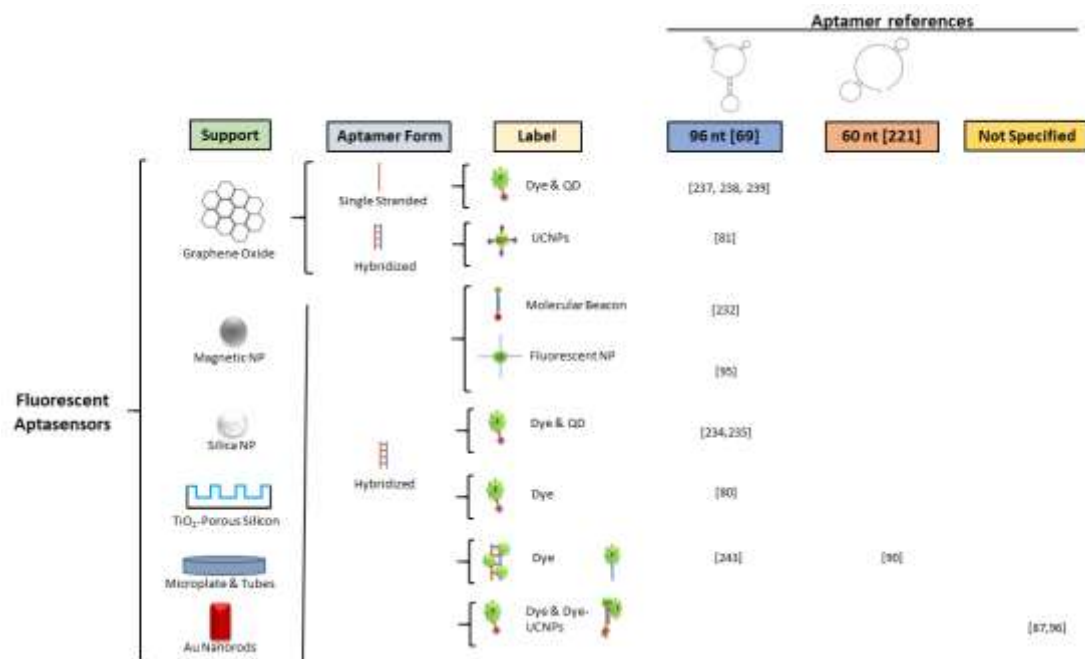 Aptamer references
Support
Aptamer Form
Label
96 nt [69]
60 nt [221]
Not Specified
Graphene Oxide
Single Stranded
Dye & QD
[237, 238, 239]
Hybridized
UCNPs
[81]
Magnetic NP
Molecular Beacon
[232]
Fluorescent NP
[95]
Fluorescent
Aptasensors
Silica NP
Hybridized
Dye & QD
[234,235]
TiO₂-Porous Silicon
Dye
[80]
Microplate & Tubes
Dye
[243]
[90]
Au Nanorods
Dye & Dye-
UCNPs
[87,96]